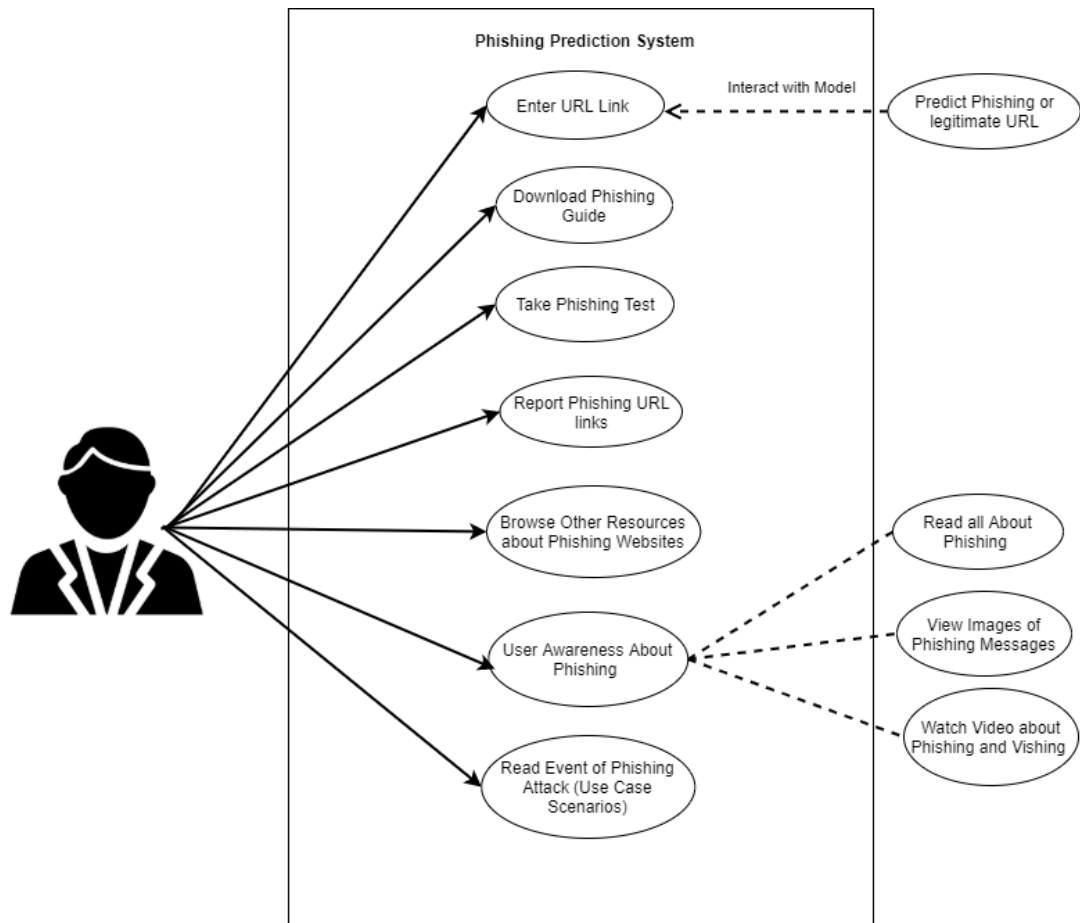 Phishing Prediction System
Enter URL Link
Interact with Model
Predict Phishing or
legitimate URL
Download Phishing
Guide
Take Phishing Test
Report Phishing URL
links
Browse Other Resources
about Phishing Websites
Read all About
Phishing
User Awareness About
Phishing
View Images of
Phishing Messages
Watch Video about
Phishing and Vishing
Read Event of Phishing
Attack (Use Case
Scenarios)